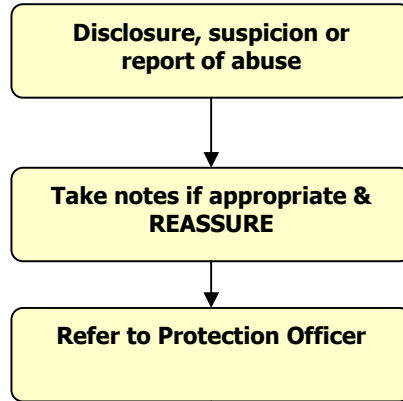 Disclosure, suspicion or
report of abuse
Take notes if appropriate &
REASSURE
Refer to Protection Officer